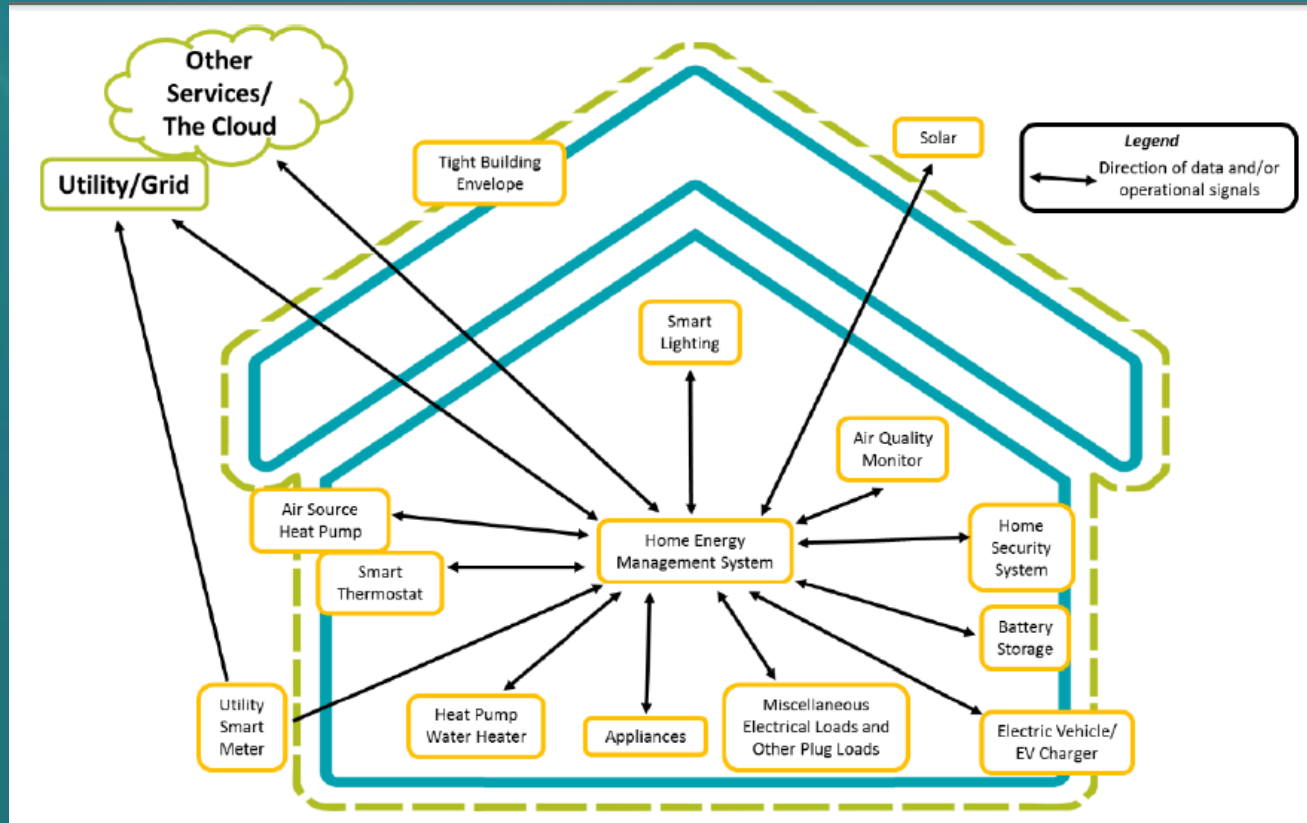 Other
Services/
The Cloud
Utility/Grid
Tight Building
Envelope
Solar
Legend
Direction of data and/or
operational signals
Smart
Lighting
Air Quality
Monitor
Air Source
Heat Pump
Home Energy
Management System
Home
Security
System
Smart
Thermostat
Battery
Storage
Utility
Smart
Meter
Heat Pump
Water Heater
Appliances
Miscellaneous
Electrical Loads and
Other Plug Loads
Electric Vehicle/
EV Charger